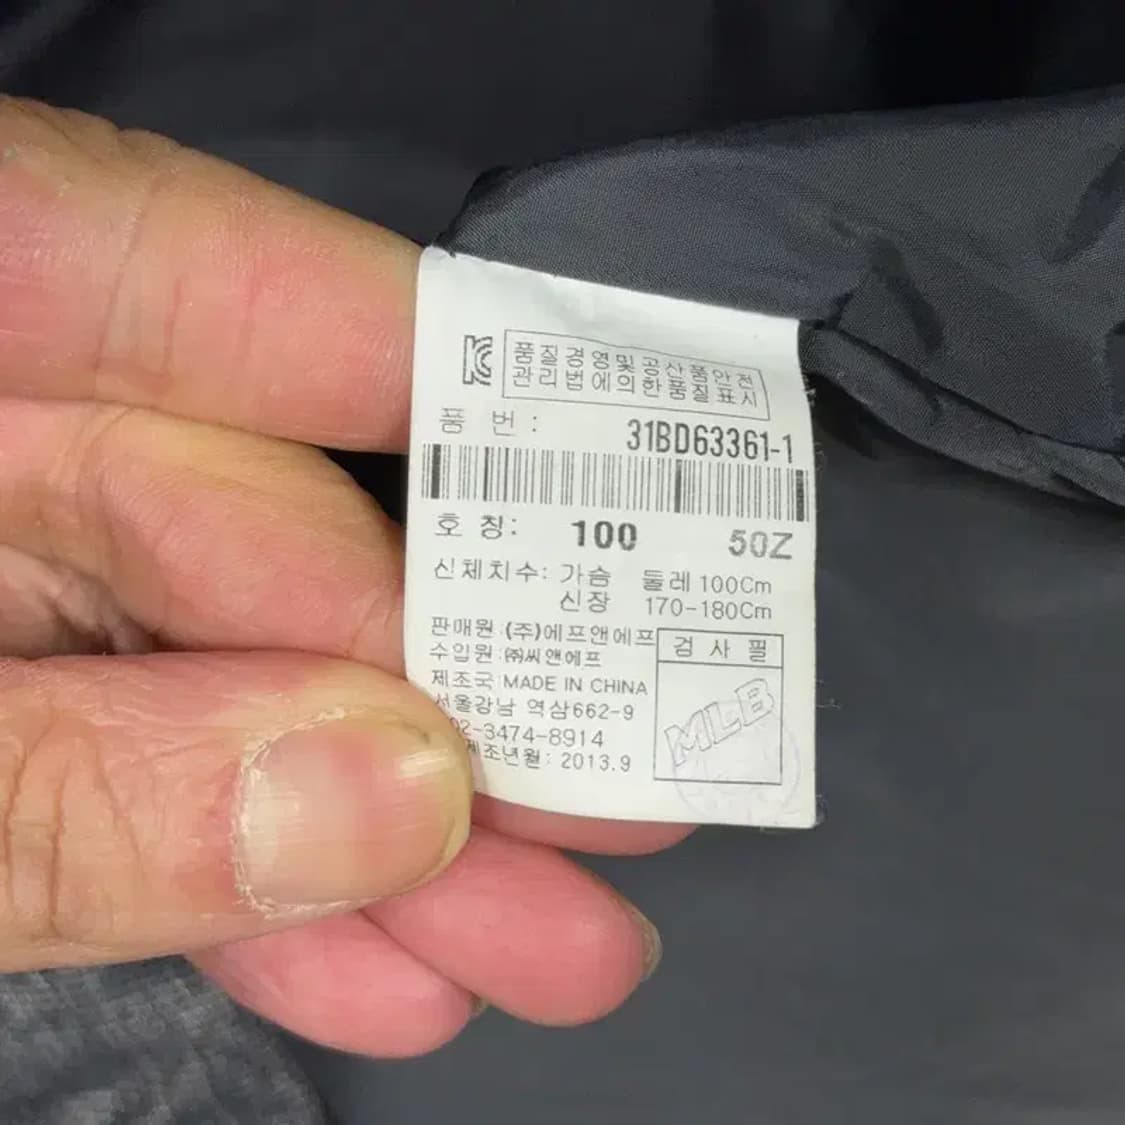 품질경영및공산품안전
관리법에의한품질표시
품 번 : 31BD63361-1
호 칭: 100 50Z
신체치수: 가슴 둘레 100Cm
신장 170-180Cm
판매원 :(주)에프앤에프
수입원 :㈜씨앤에프
검 사 필
제조국 :MADE IN CHINA
서울강남 역삼662-9
02-3474-8914
제조년월: 2013.9
MLB